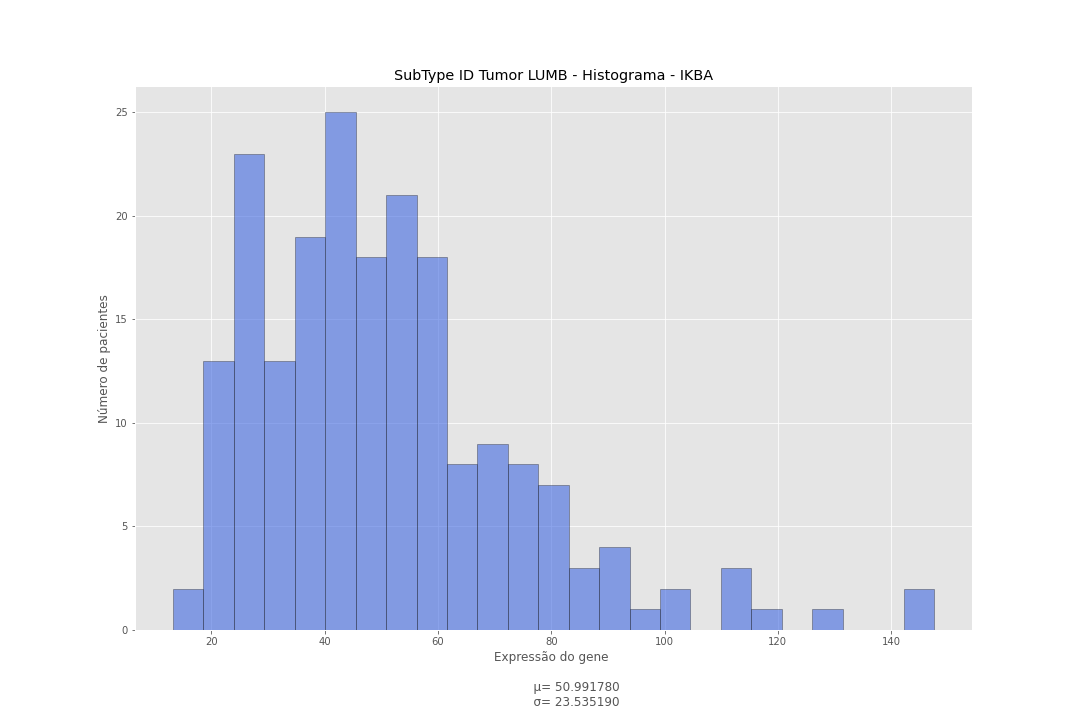 SubType ID Tumor LUMB - Histograma - IKBA
25
20
15
10
5
0
Número de pacientes
20 40 60 80 100 120 140
Expressão do gene
μ= 50.991780
σ= 23.535190